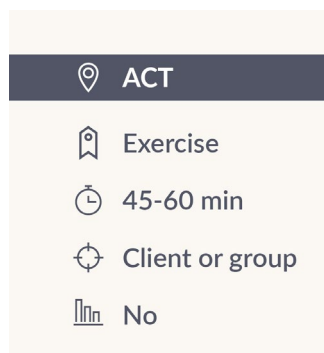 ACT
Exercise
45-60 min
Client or group
No